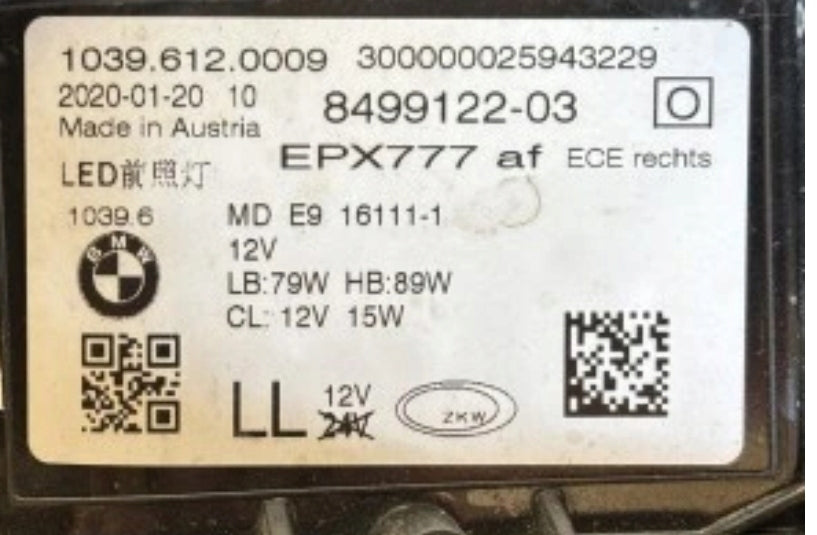 1039.612.0009 300000025943229
2020-01-20 10 8499122-03 O
Made in Austria
EPX777 af ECE rechts
LED前照灯
1039.6 MD E9 16111-1
BMW
12V
LB:79W HB:89W
CL: 12V 15W
LL 12V
24V
ZKW